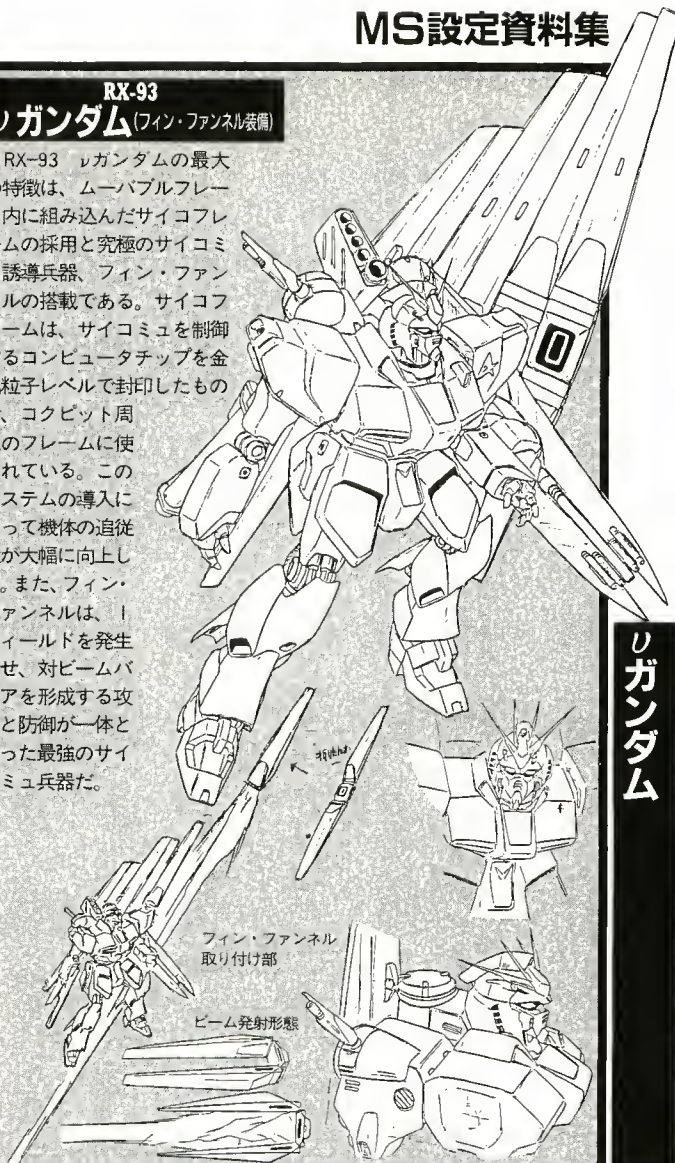 MS設定資料集
RX-93
νガンダム(フィン・ファンネル装備)
RX-93　νガンダムの最大
の特徴は、ムーバブルフレー
内に組み込んだサイコフレ
ームの採用と究極のサイコミ
誘導兵器、フィン・ファン
ルの搭載である。サイコフ
ームは、サイコミュを制御
るコンピュータチップを金
粒子レベルで封印したもの
、コクピット周
のフレームに使
れている。この
ステムの導入に
って機体の追従
が大幅に向上し
。また、フィン・
ァンネルは、I
ィールドを発生
せ、対ビームバ
アを形成する攻
と防御が一体と
った最強のサイ
ミュ兵器だ。
フィン・ファンネル
取り付け部
ビーム発射形態
νガンダム